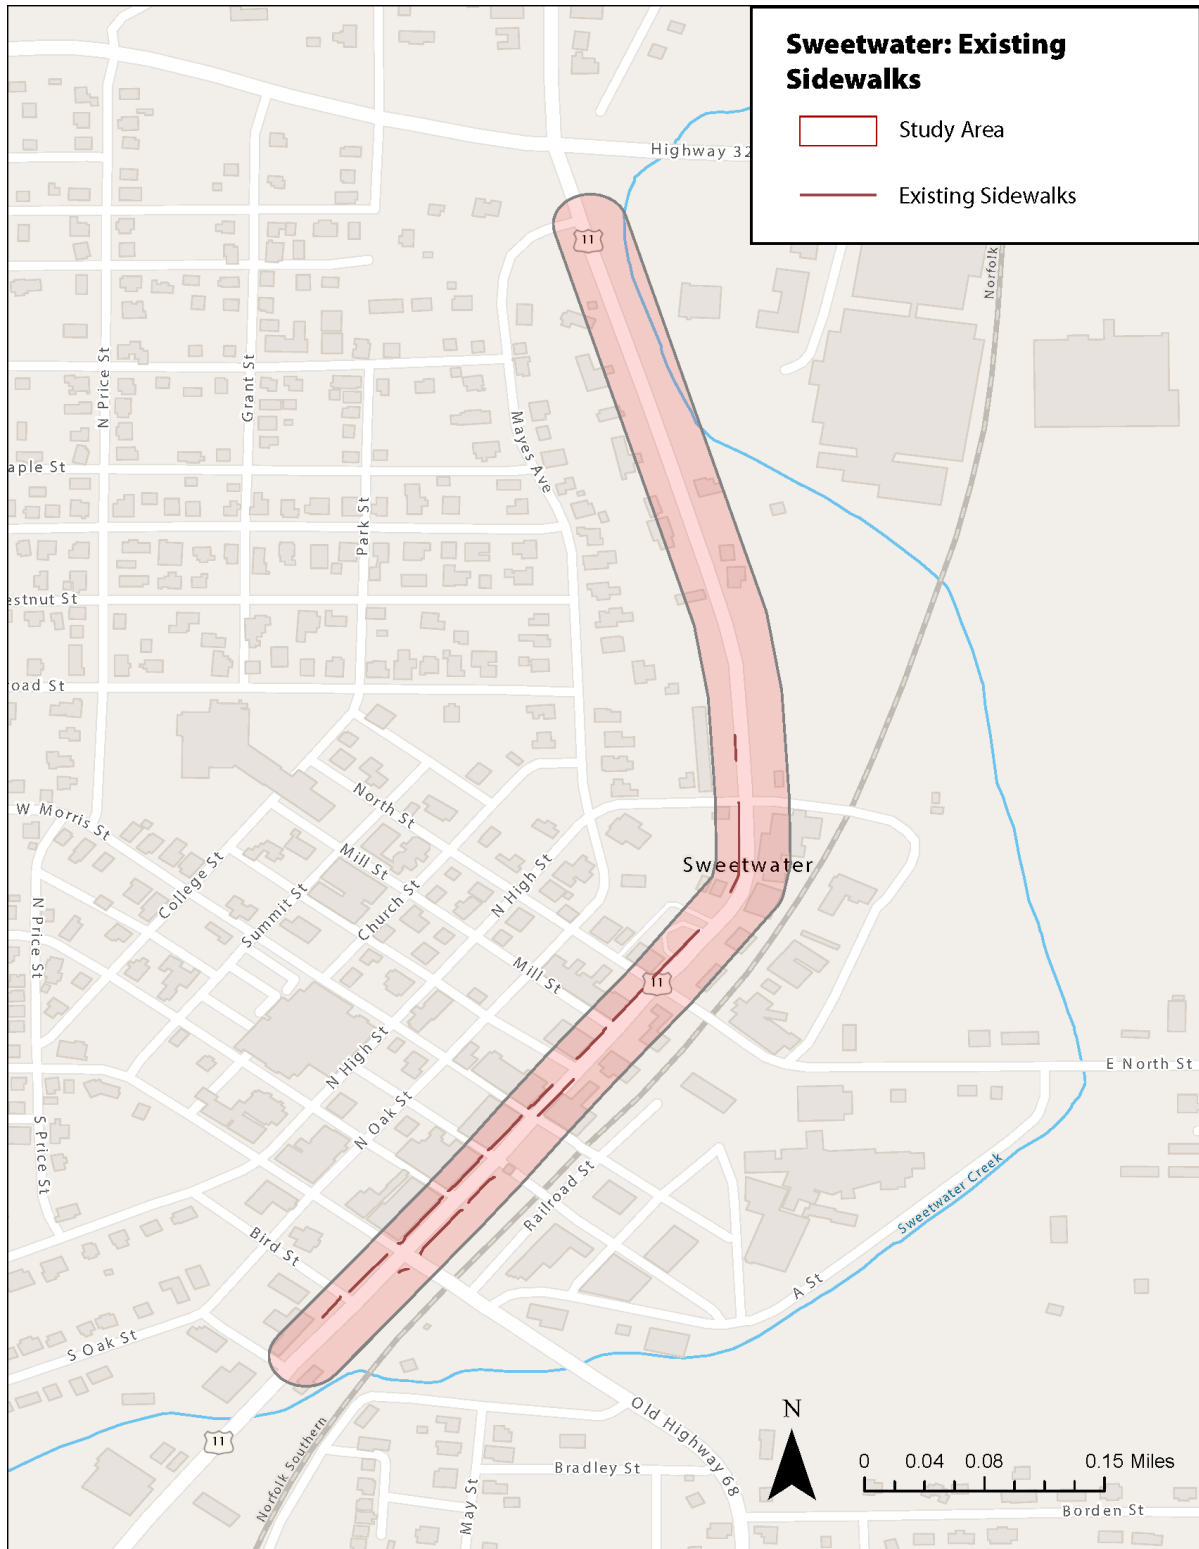 Sweetwater: Existing
Sidewalks
Study Area
Existing Sidewalks
Highway 32
11
Norfolk
N Price St
Grant St
Mayes Ave
aple St
Park St
estnut St
oad St
North St
W Morris St
Mill St
College St
Summit St
Church St
N High St
Sweetwater
N Price St
Mill St
11
N High St
N Oak St
E North St
S Price St
Railroad St
Sweetwater Creek
Bird St
A St
S Oak St
Old Highway 68
11
Norfolk Southern
May St
Bradley St
N
0 0.04 0.08 0.15 Miles
Borden St